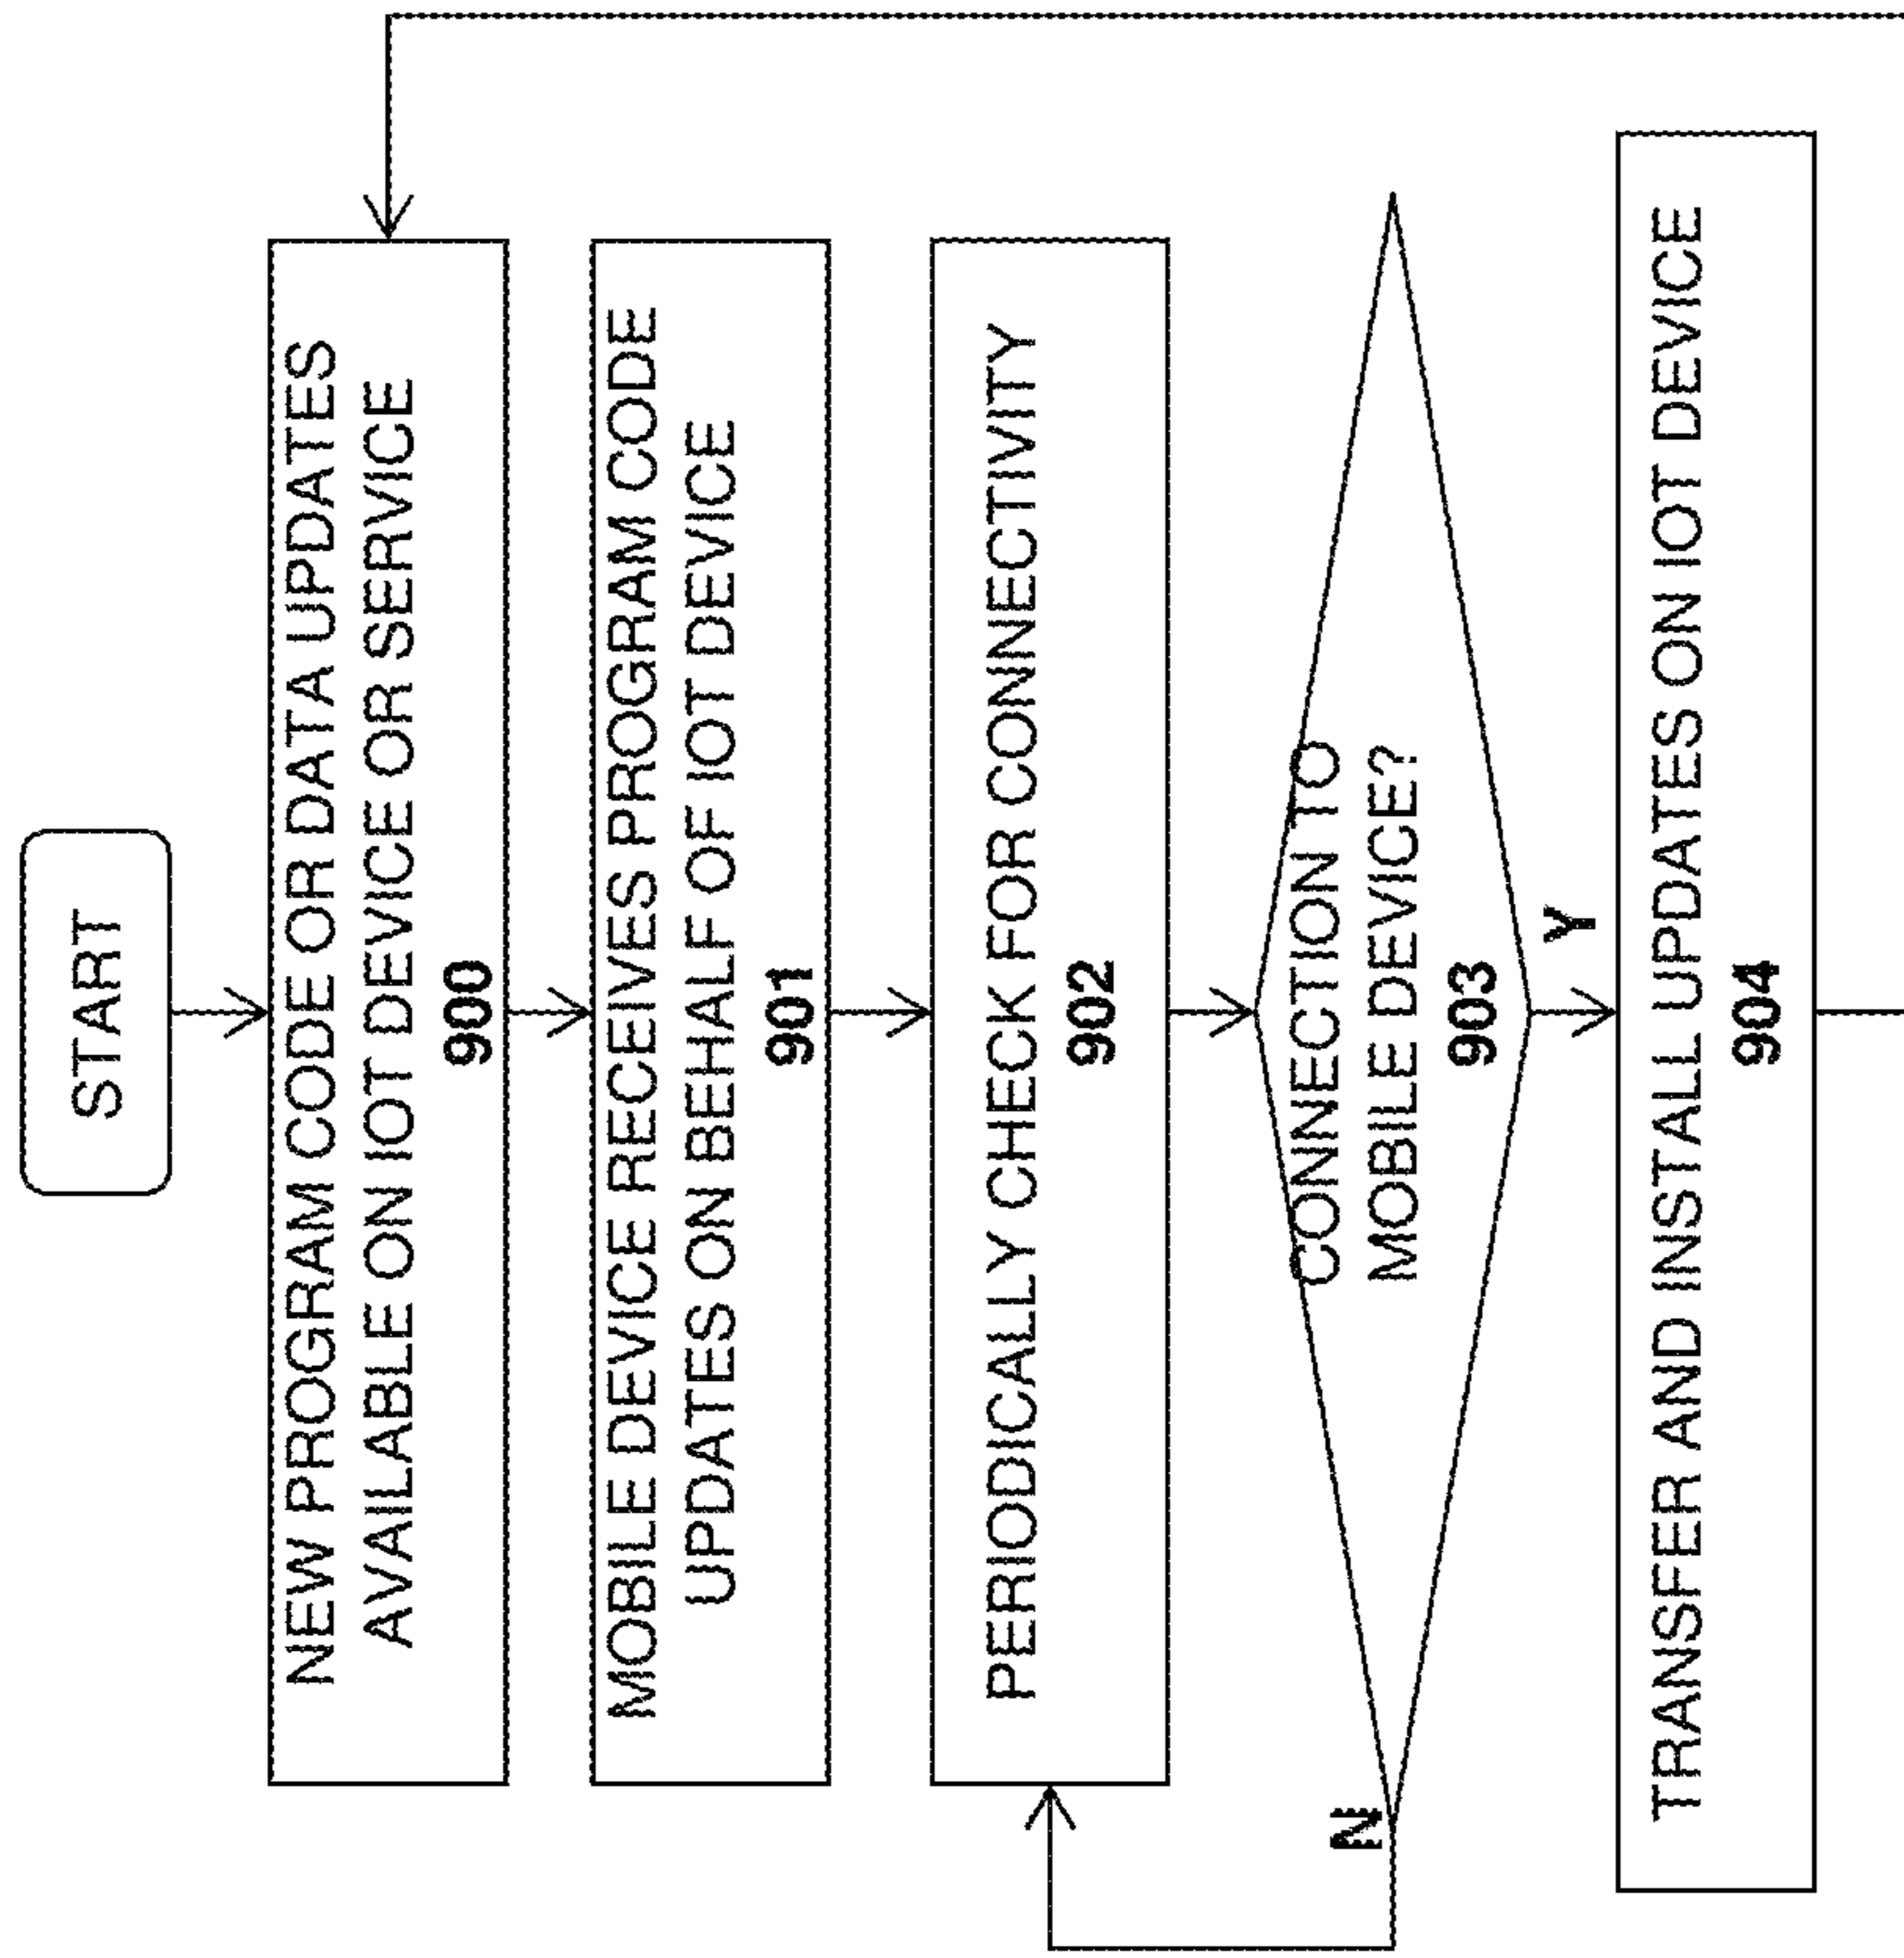 START
NEW PROGRAM CODE OR DATA UPDATES
AVAILABLE ON IOT DEVICE OR SERVICE
900
MOBILE DEVICE RECEIVES PROGRAM CODE
UPDATES ON BEHALF OF IOT DEVICE
901
PERIODICALLY CHECK FOR CONNECTIVITY
902
CONNECTION TO
MOBILE DEVICE?
903
N
Y
TRANSFER AND INSTALL UPDATES ON IOT DEVICE
904